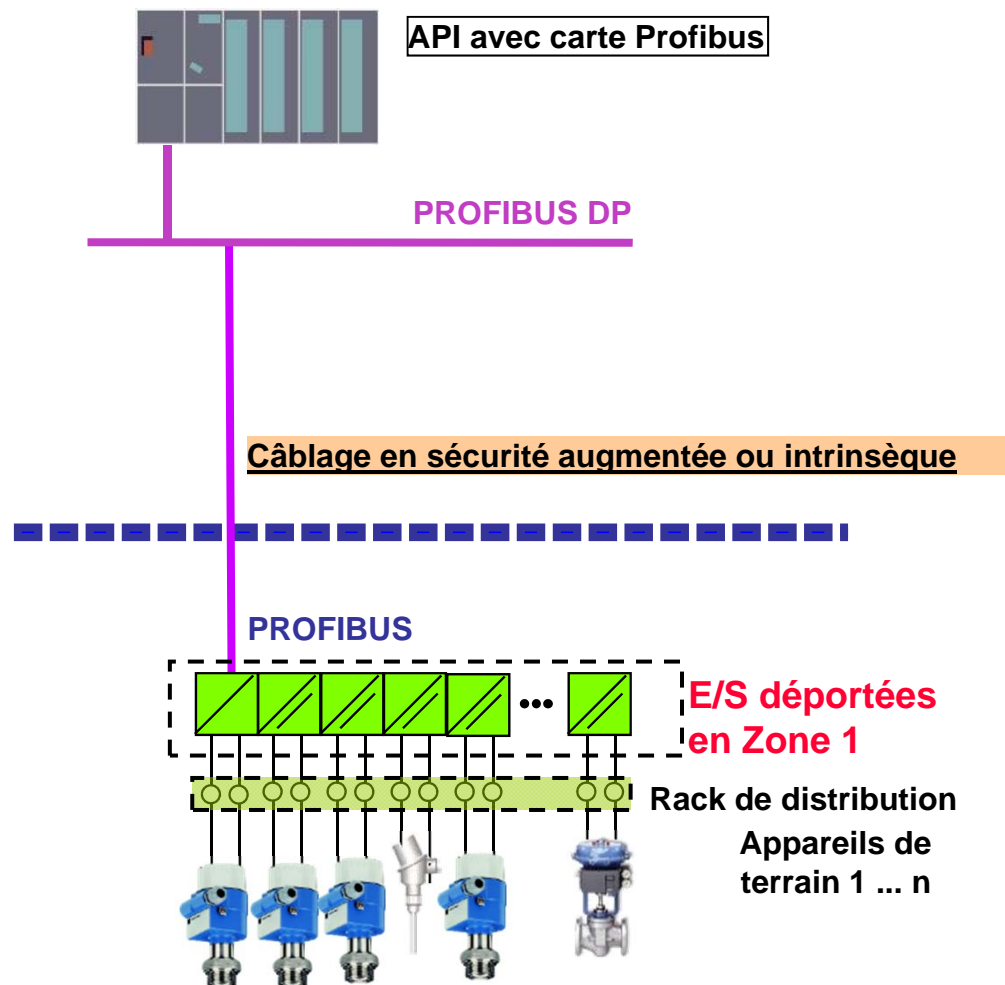 API avec carte Profibus
PROFIBUS DP
Câblage en sécurité augmentée ou intrinsèque
PROFIBUS
E/S déportées
en Zone 1
Rack de distribution
Appareils de
terrain 1 ... n